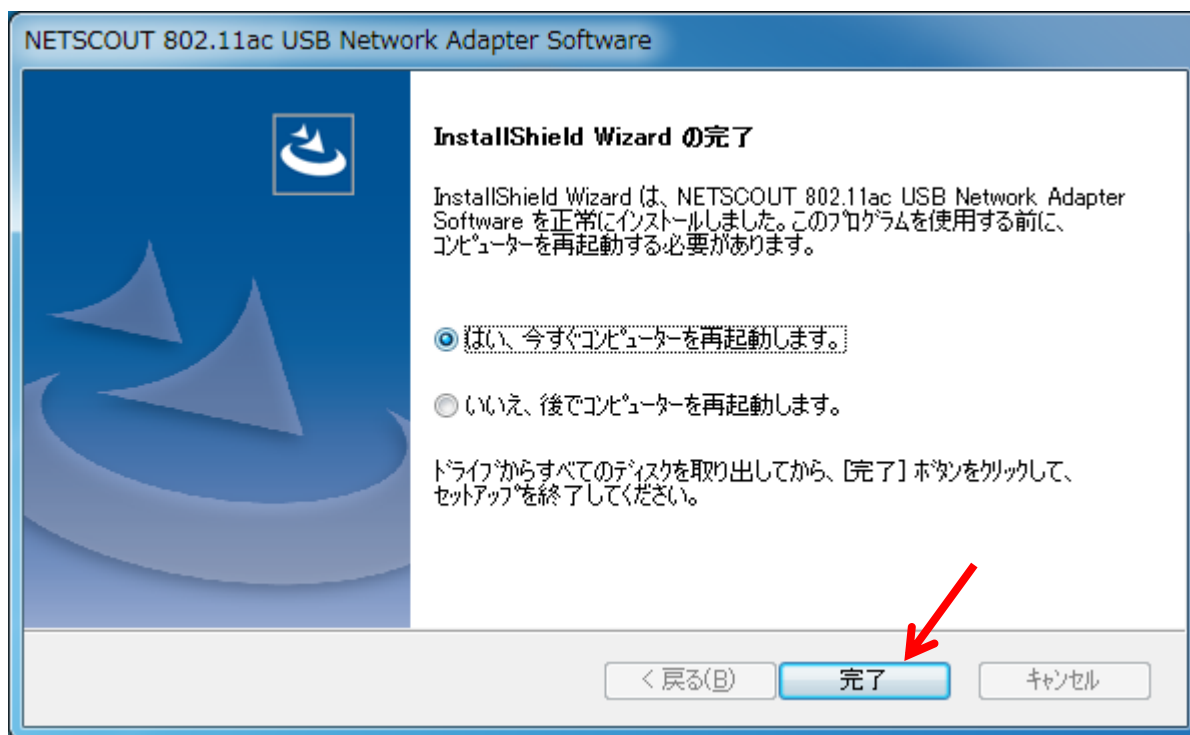 NETSCOUT 802.11ac USB Network Adapter Software
InstallShield Wizard の完了
InstallShield Wizard は、NETSCOUT 802.11ac USB Network Adapter
Software を正常にインストールしました。このプログラムを使用する前に、
コンピューターを再起動する必要があります。
はい、今すぐコンピューターを再起動します。
いいえ、後でコンピューターを再起動します。
ドライブからすべてのディスクを取り出してから、[完了] ボタンをクリックして、
セットアップを終了してください。
< 戻る(B)
完了
キャンセル